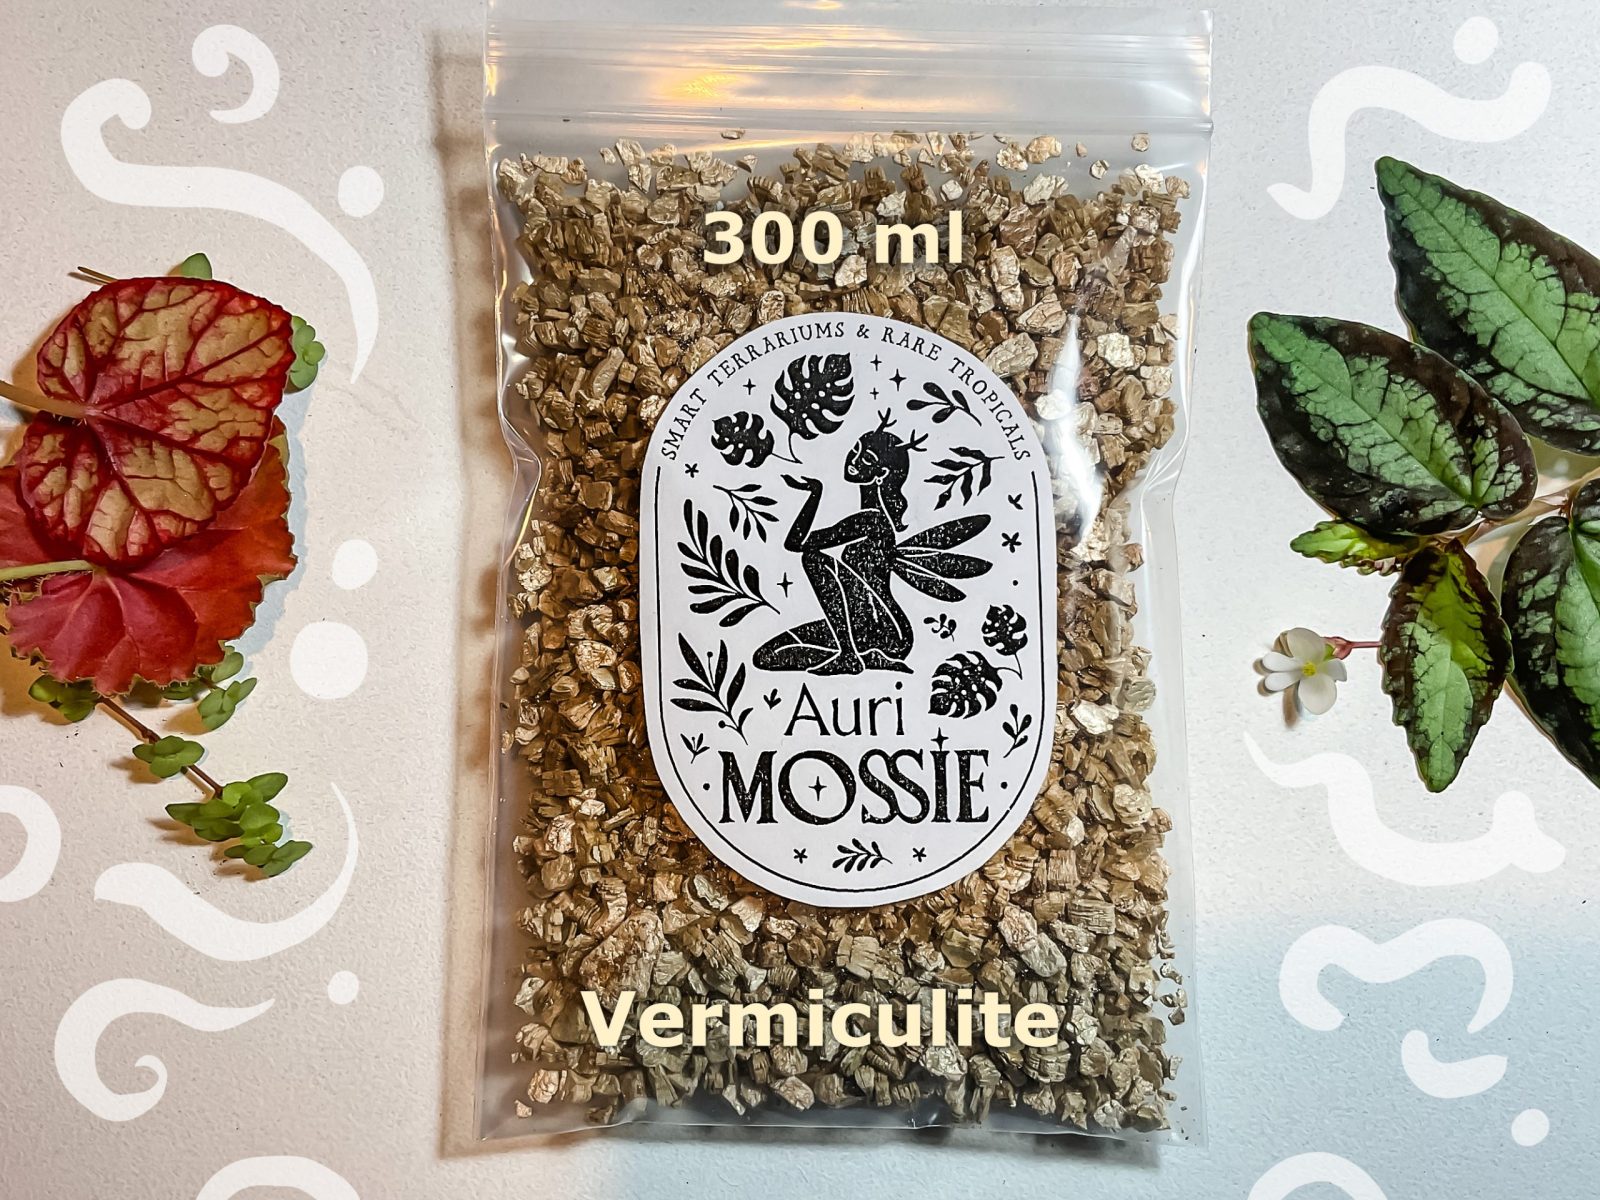 300 ml
SMART TERRARIUMS & RARE TROPICALS
Auri
MOSSIE
Vermiculite